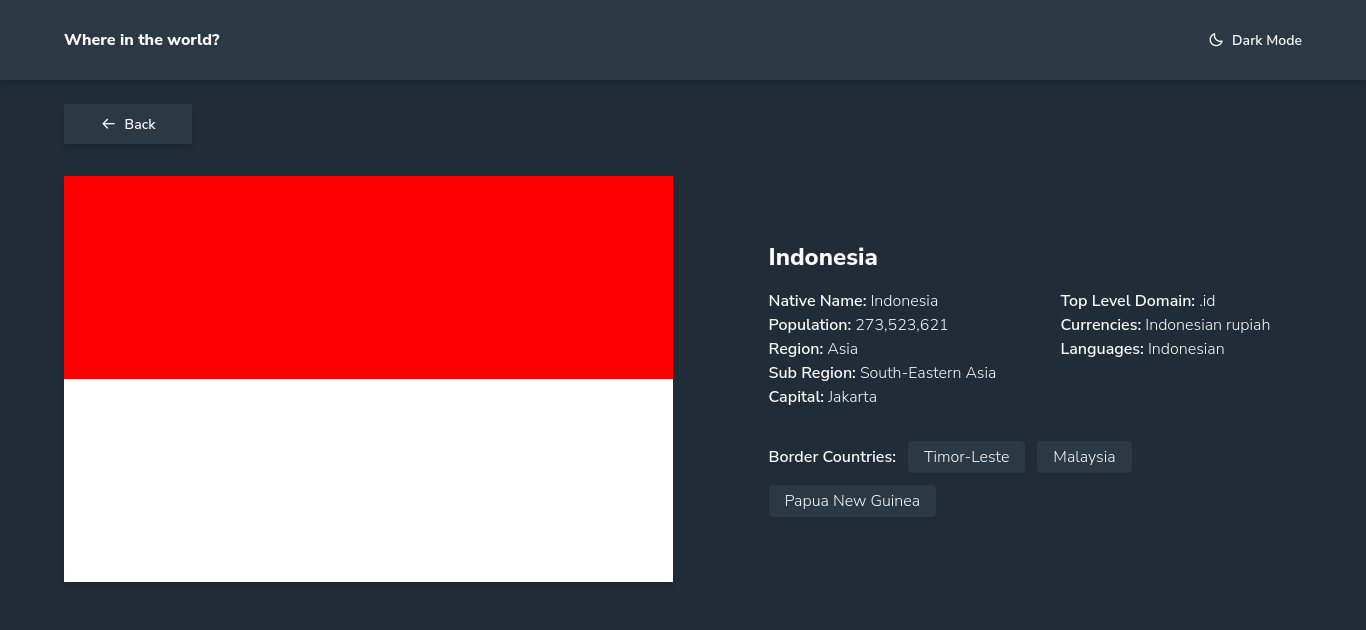 Where in the world?
Dark Mode
Back
Indonesia
Native Name: Indonesia
Population: 273,523,621
Region: Asia
Sub Region: South-Eastern Asia
Capital: Jakarta
Top Level Domain: .id
Currencies: Indonesian rupiah
Languages: Indonesian
Border Countries: Timor-Leste Malaysia
Papua New Guinea